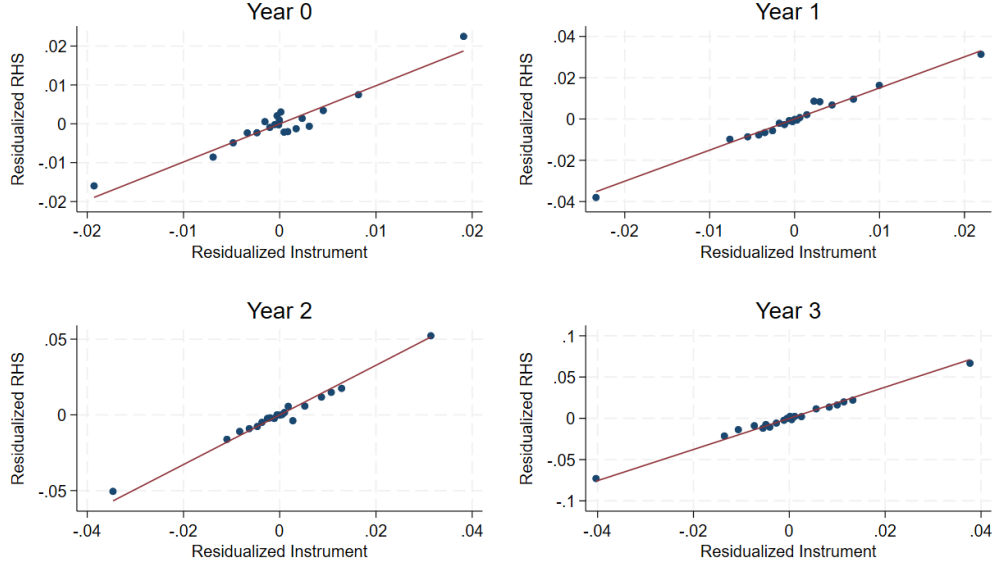 Year 0
Residualized RHS
.02
.01
0
-.01
-.02
-.02 -.01 0 .01 .02
Residualized Instrument
Year 1
Residualized RHS
.04
.02
0
-.02
-.04
-.02 -.01 0 .01 .02
Residualized Instrument
Year 2
Residualized RHS
.05
0
-.05
-.04 -.02 0 .02 .04
Residualized Instrument
Year 3
Residualized RHS
.1
.05
0
-.05
-.1
-.04 -.02 0 .02 .04
Residualized Instrument